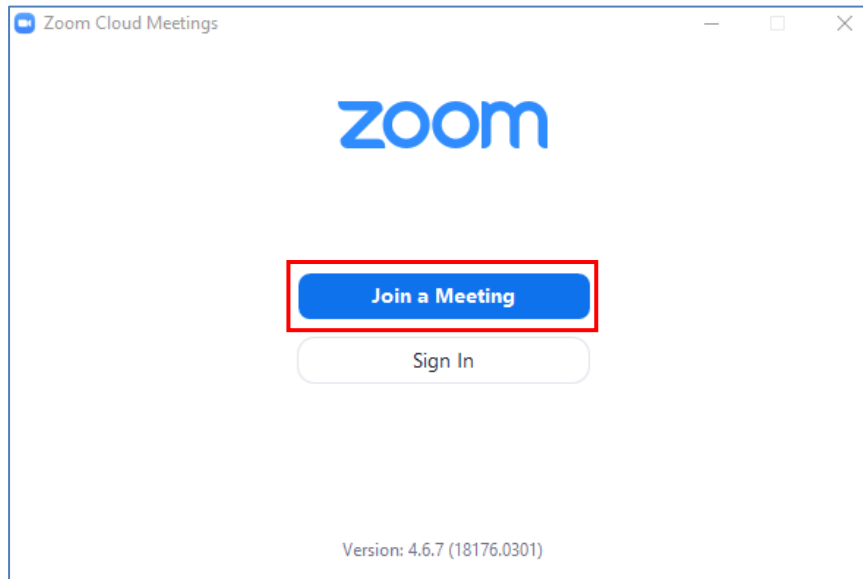 Zoom Cloud Meetings
zoom
Join a Meeting
Sign In
Version: 4.6.7 (18176.0301)